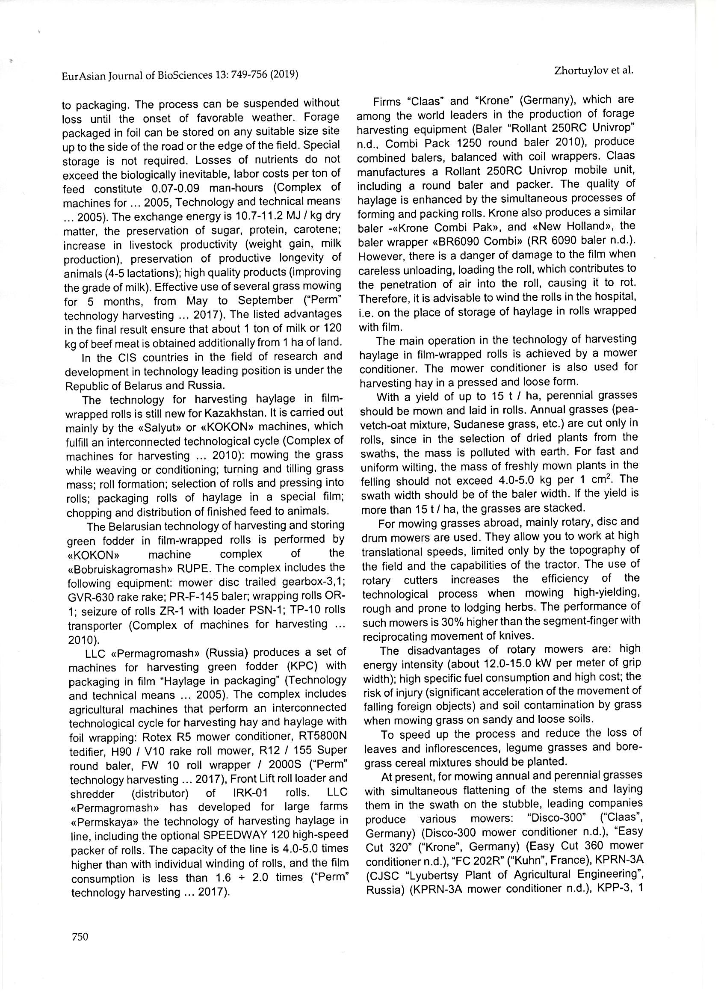 EurAsian Journal of BioSciences 13: 749-756 (2019)
Zhortuylov et al.
to packaging. The process can be suspended without
loss until the onset of favorable weather. Forage
packaged in foil can be stored on any suitable size site
up to the side of the road or the edge of the field. Special
storage is not required. Losses of nutrients do not
exceed the biologically inevitable, labor costs per ton of
feed constitute 0.07-0.09 man-hours (Complex of
machines for ... 2005, Technology and technical means
... 2005). The exchange energy is 10.7-11.2 MJ / kg dry
matter, the preservation of sugar, protein, carotene;
increase in livestock productivity (weight gain, milk
production), preservation of productive longevity of
animals (4-5 lactations); high quality products (improving
the grade of milk). Effective use of several grass mowing
for 5 months, from May to September (“Perm”
technology harvesting ... 2017). The listed advantages
in the final result ensure that about 1 ton of milk or 120
kg of beef meat is obtained additionally from 1 ha of land.
In the CIS countries in the field of research and
development in technology leading position is under the
Republic of Belarus and Russia.
The technology for harvesting haylage in film-
wrapped rolls is still new for Kazakhstan. It is carried out
mainly by the «Salyut» or «KOKON» machines, which
fulfill an interconnected technological cycle (Complex of
machines for harvesting ... 2010): mowing the grass
while weaving or conditioning; turning and tilling grass
mass; roll formation; selection of rolls and pressing into
rolls; packaging rolls of haylage in a special film;
chopping and distribution of finished feed to animals.
The Belarusian technology of harvesting and storing
green fodder in film-wrapped rolls is performed by
«KOKON» machine complex of the
«Bobruiskagromash» RUPE. The complex includes the
following equipment: mower disc trailed gearbox-3,1;
GVR-630 rake rake; PR-F-145 baler; wrapping rolls OR-
1; seizure of rolls ZR-1 with loader PSN-1; TP-10 rolls
transporter (Complex of machines for harvesting ...
2010).
LLC «Permagromash» (Russia) produces a set of
machines for harvesting green fodder (KPC) with
packaging in film “Haylage in packaging” (Technology
and technical means ... 2005). The complex includes
agricultural machines that perform an interconnected
technological cycle for harvesting hay and haylage with
foil wrapping: Rotex R5 mower conditioner, RT5800N
tedifier, H90 / V10 rake roll mower, R12 / 155 Super
round baler, FW 10 roll wrapper / 2000S (“Perm”
technology harvesting ... 2017), Front Lift roll loader and
shredder (distributor) of IRK-01 rolls. LLC
«Permagromash» has developed for large farms
«Permskaya» the technology of harvesting haylage in
line, including the optional SPEEDWAY 120 high-speed
packer of rolls. The capacity of the line is 4.0-5.0 times
higher than with individual winding of rolls, and the film
consumption is less than 1.6 ÷ 2.0 times (“Perm”
technology harvesting ... 2017).
Firms “Claas” and “Krone” (Germany), which are
among the world leaders in the production of forage
harvesting equipment (Baler “Rollant 250RC Univrop”
n.d., Combi Pack 1250 round baler 2010), produce
combined balers, balanced with coil wrappers. Claas
manufactures a Rollant 250RC Univrop mobile unit,
including a round baler and packer. The quality of
haylage is enhanced by the simultaneous processes of
forming and packing rolls. Krone also produces a similar
baler -«Krone Combi Pak», and «New Holland», the
baler wrapper «BR6090 Combi» (RR 6090 baler n.d.).
However, there is a danger of damage to the film when
careless unloading, loading the roll, which contributes to
the penetration of air into the roll, causing it to rot.
Therefore, it is advisable to wind the rolls in the hospital,
i.e. on the place of storage of haylage in rolls wrapped
with film.
The main operation in the technology of harvesting
haylage in film-wrapped rolls is achieved by a mower
conditioner. The mower conditioner is also used for
harvesting hay in a pressed and loose form.
With a yield of up to 15 t / ha, perennial grasses
should be mown and laid in rolls. Annual grasses (pea-
vetch-oat mixture, Sudanese grass, etc.) are cut only in
rolls, since in the selection of dried plants from the
swaths, the mass is polluted with earth. For fast and
uniform wilting, the mass of freshly mown plants in the
felling should not exceed 4.0-5.0 kg per 1 cm². The
swath width should be of the baler width. If the yield is
more than 15 t / ha, the grasses are stacked.
For mowing grasses abroad, mainly rotary, disc and
drum mowers are used. They allow you to work at high
translational speeds, limited only by the topography of
the field and the capabilities of the tractor. The use of
rotary cutters increases the efficiency of the
technological process when mowing high-yielding,
rough and prone to lodging herbs. The performance of
such mowers is 30% higher than the segment-finger with
reciprocating movement of knives.
The disadvantages of rotary mowers are: high
energy intensity (about 12.0-15.0 kW per meter of grip
width); high specific fuel consumption and high cost; the
risk of injury (significant acceleration of the movement of
falling foreign objects) and soil contamination by grass
when mowing grass on sandy and loose soils.
To speed up the process and reduce the loss of
leaves and inflorescences, legume grasses and bore-
grass cereal mixtures should be planted.
At present, for mowing annual and perennial grasses
with simultaneous flattening of the stems and laying
them in the swath on the stubble, leading companies
produce various mowers: “Disco-300” (“Claas”,
Germany) (Disco-300 mower conditioner n.d.), “Easy
Cut 320” (“Krone”, Germany) (Easy Cut 360 mower
conditioner n.d.), “FC 202R” (“Kuhn”, France), KPRN-3A
(CJSC “Lyubertsy Plant of Agricultural Engineering”,
Russia) (KPRN-3A mower conditioner n.d.), KPP-3, 1
750